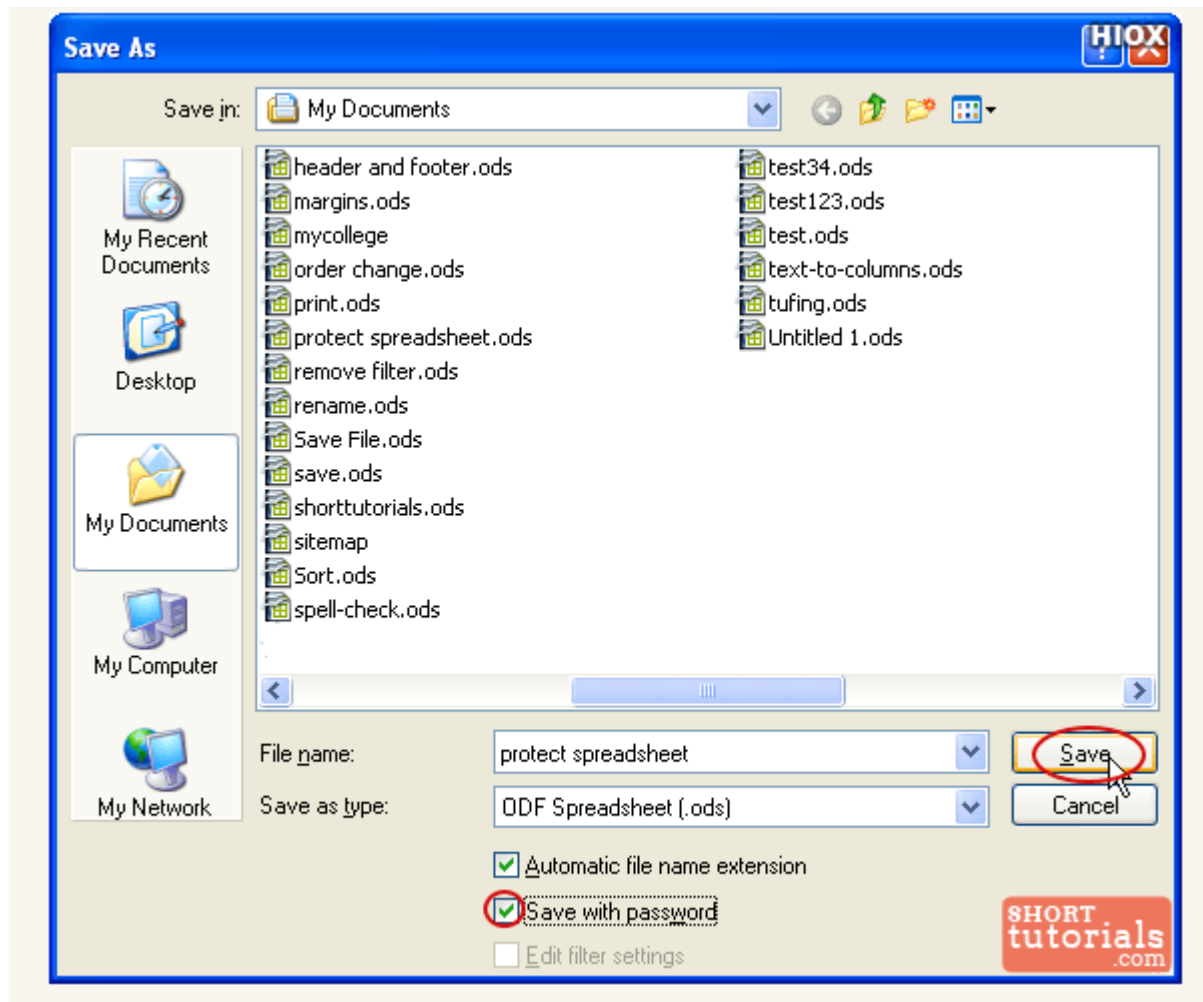 Save As
HIOX
Save in: My Documents
header and footer.ods
margins.ods
mycollege
order change.ods
print.ods
protect spreadsheet.ods
remove filter.ods
rename.ods
Save File.ods
save.ods
shorttutorials.ods
sitemap
Sort.ods
spell-check.ods
test34.ods
test123.ods
test.ods
text-to-columns.ods
tufing.ods
Untitled 1.ods
My Recent
Documents
Desktop
My Documents
My Computer
My Network
File name: protect spreadsheet Save
Save as type: ODF Spreadsheet (.ods) Cancel
Automatic file name extension
Save with password
Edit filter settings
SHORT
tutorials
.com